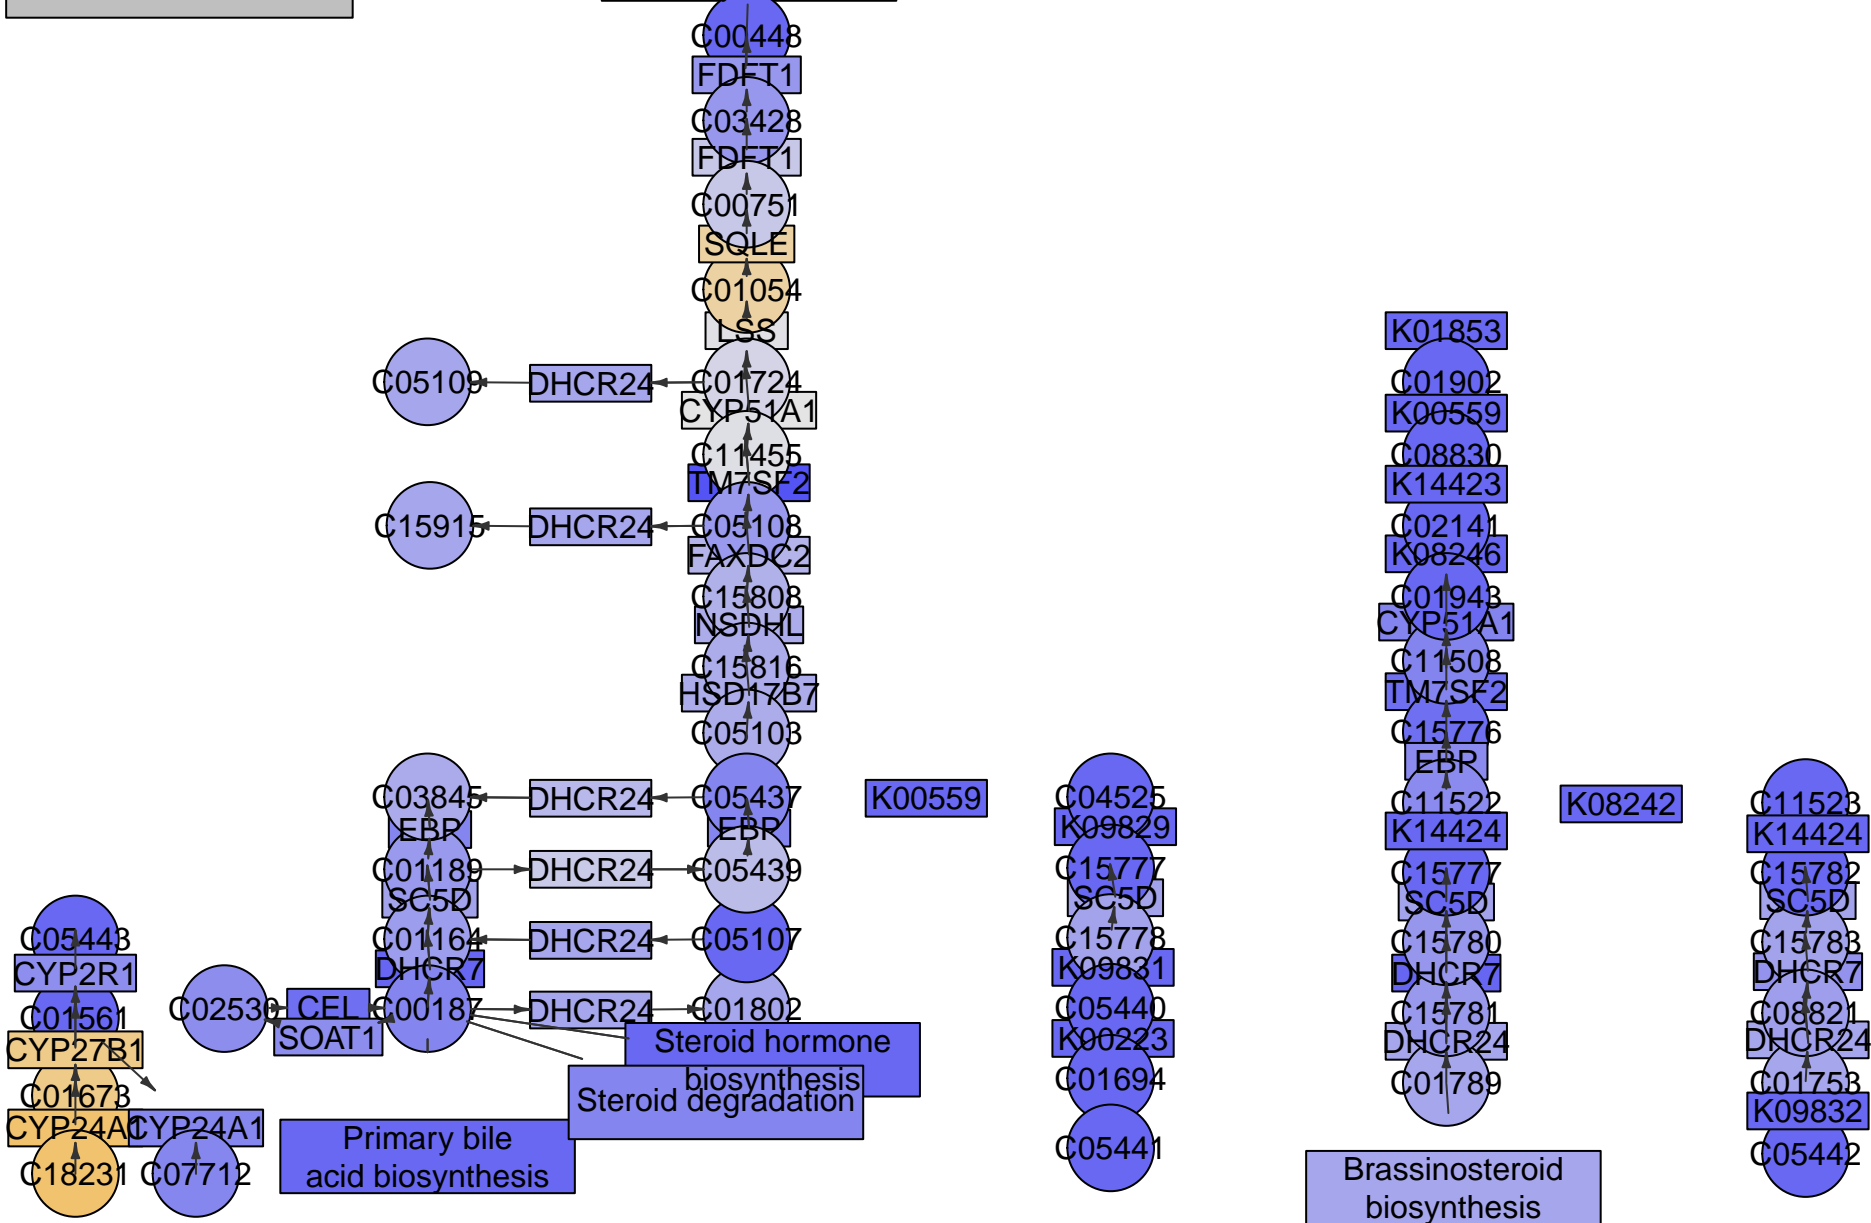 C00448
FDFT1
C03428
FDFT1
C00751
SQLE
C01054
LSS
C05109
DHCR24
C01724
CYP51A1
C11455
TM7SF2
C15915
DHCR24
C05108
FAXDC2
C15808
NSDHL
C15816
HSD17B7
C05103
C03845
DHCR24
C05437
EBP
EBP
C01189
DHCR24
C05439
SC5D
C01164
DHCR24
C05107
DHCR7
C02530
CEL
C00187
DHCR24
C01802
SOAT1
Steroid hormone
biosynthesis
Steroid degradation
Primary bile
acid biosynthesis
C05443
CYP2R1
C01561
CYP27B1
C01673
CYP24A1
CYP24A1
C18231
C07712
K00559
C04525
K09829
C15777
SC5D
C15778
K09831
C05440
K00223
C01694
C05441
K01853
C01902
K00559
C08830
K14423
C02141
K08246
C01943
CYP51A1
C11508
TM7SF2
C15776
EBP
C11522
K14424
C15777
SC5D
C15780
DHCR7
C15781
DHCR24
C01789
Brassinosteroid
biosynthesis
K08242
C11523
K14424
C15782
SC5D
C15783
DHCR7
C08821
DHCR24
C01753
K09832
C05442